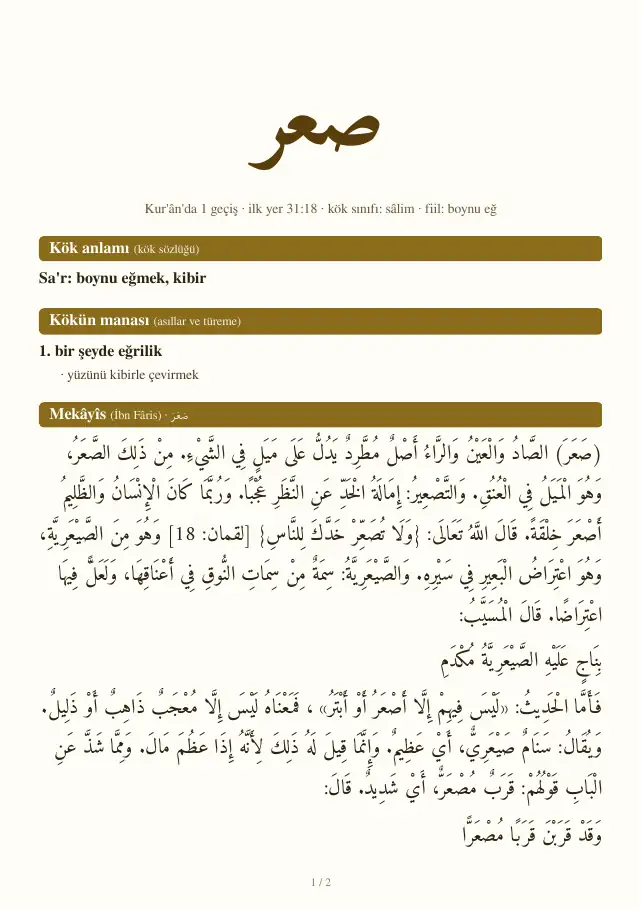 صعر
Kur'ân'da 1 geçiş · ilk yer 31:18 · kök sınıfı: sâlim · fiil: boynu eğ
Kök anlamı (kök sözlüğü)
Sa'r: boynu eğmek, kibir
Kökün manası (asıllar ve türeme)
1. bir şeyde eğrilik
· yüzünü kibirle çevirmek
Mekâyîs (İbn Fâris) · صَعَرَ
(صَعَرَ) الصَّادُ وَالْعَيْنُ وَالرَّاءُ أَصْلٌ مُطَّرِدٌ يَدُلُّ عَلَى مَيَلٍ فِي الشَّيْءِ. مِنْ ذَلِكَ الصَّعَرُ،
وَهُوَ الْمَيَلُ فِي الْعُنُقِ. وَالتَّصْعِيرُ: إِمَالَةُ الْخَدِّ عَنِ النَّظَرِ عُجْبًا. وَرُبَّمَا كَانَ الْإِنْسَانُ وَالظَّلِيمُ
أَصْعَرَ خِلْقَةً. قَالَ اللَّهُ تَعَالَى: {وَلَا تُصَعِّرْ خَدَّكَ لِلنَّاسِ} [لقمان: 18] وَهُوَ مِنَ الصَّيْعَرِيَّةِ،
وَهُوَ اعْتِرَاضُ الْبَعِيرِ فِي سَيْرِهِ. وَالصَّيْعَرِيَّةُ: سِمَةٌ مِنْ سِمَاتِ النُّوقِ فِي أَعْنَاقِهَا، وَلَعَلَّ فِيهَا
اعْتِرَاضًا. قَالَ الْمُسَيَّبُ:
بِنَاجٍ عَلَيْهِ الصَّيْعَرِيَّةُ مُكْدَمِ
فَأَمَّا الْحَدِيثُ: «لَيْسَ فِيهِمْ إِلَّا أَصْعَرُ أَوْ أَبْتَرُ» ، فَمَعْنَاهُ لَيْسَ إِلَّا مُعْجَبٌ ذَاهِبٌ أَوْ ذَلِيلٌ.
وَيُقَالُ: سَنَامٌ صَيْعَرِيٌّ، أَيْ عَظِيمٌ. وَإِنَّمَا قِيلَ لَهُ ذَلِكَ لِأَنَّهُ إِذَا عَظُمَ مَالَ. وَمِمَّا شَذَّ عَنِ
الْبَابِ قَوْلُهُمْ: قَرَبٌ مُصْعَرٌّ، أَيْ شَدِيدٌ. قَالَ:
وَقَدْ قَرَبْنَ قَرَبًا مُصْعَرًّا
1 / 2